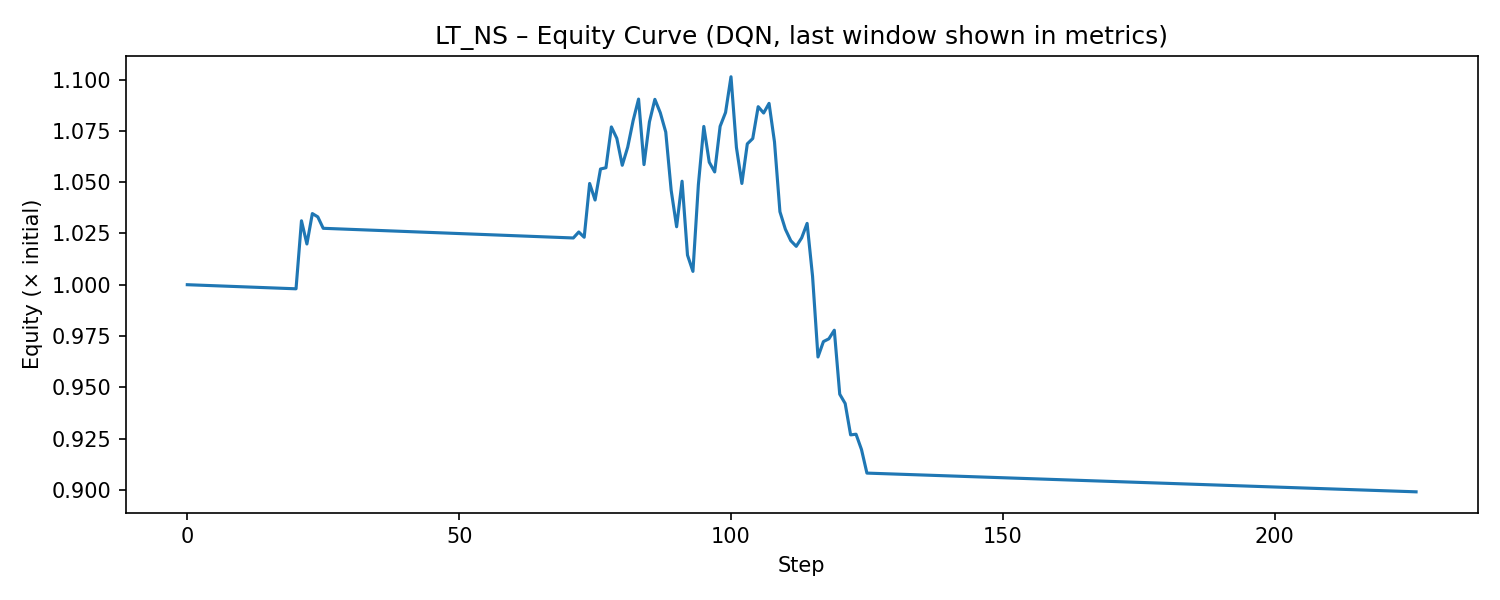 LT_NS – Equity Curve (DQN, last window shown in metrics)
Equity (× initial)
1.100
1.075
1.050
1.025
1.000
0.975
0.950
0.925
0.900
0 50 100 150 200
Step